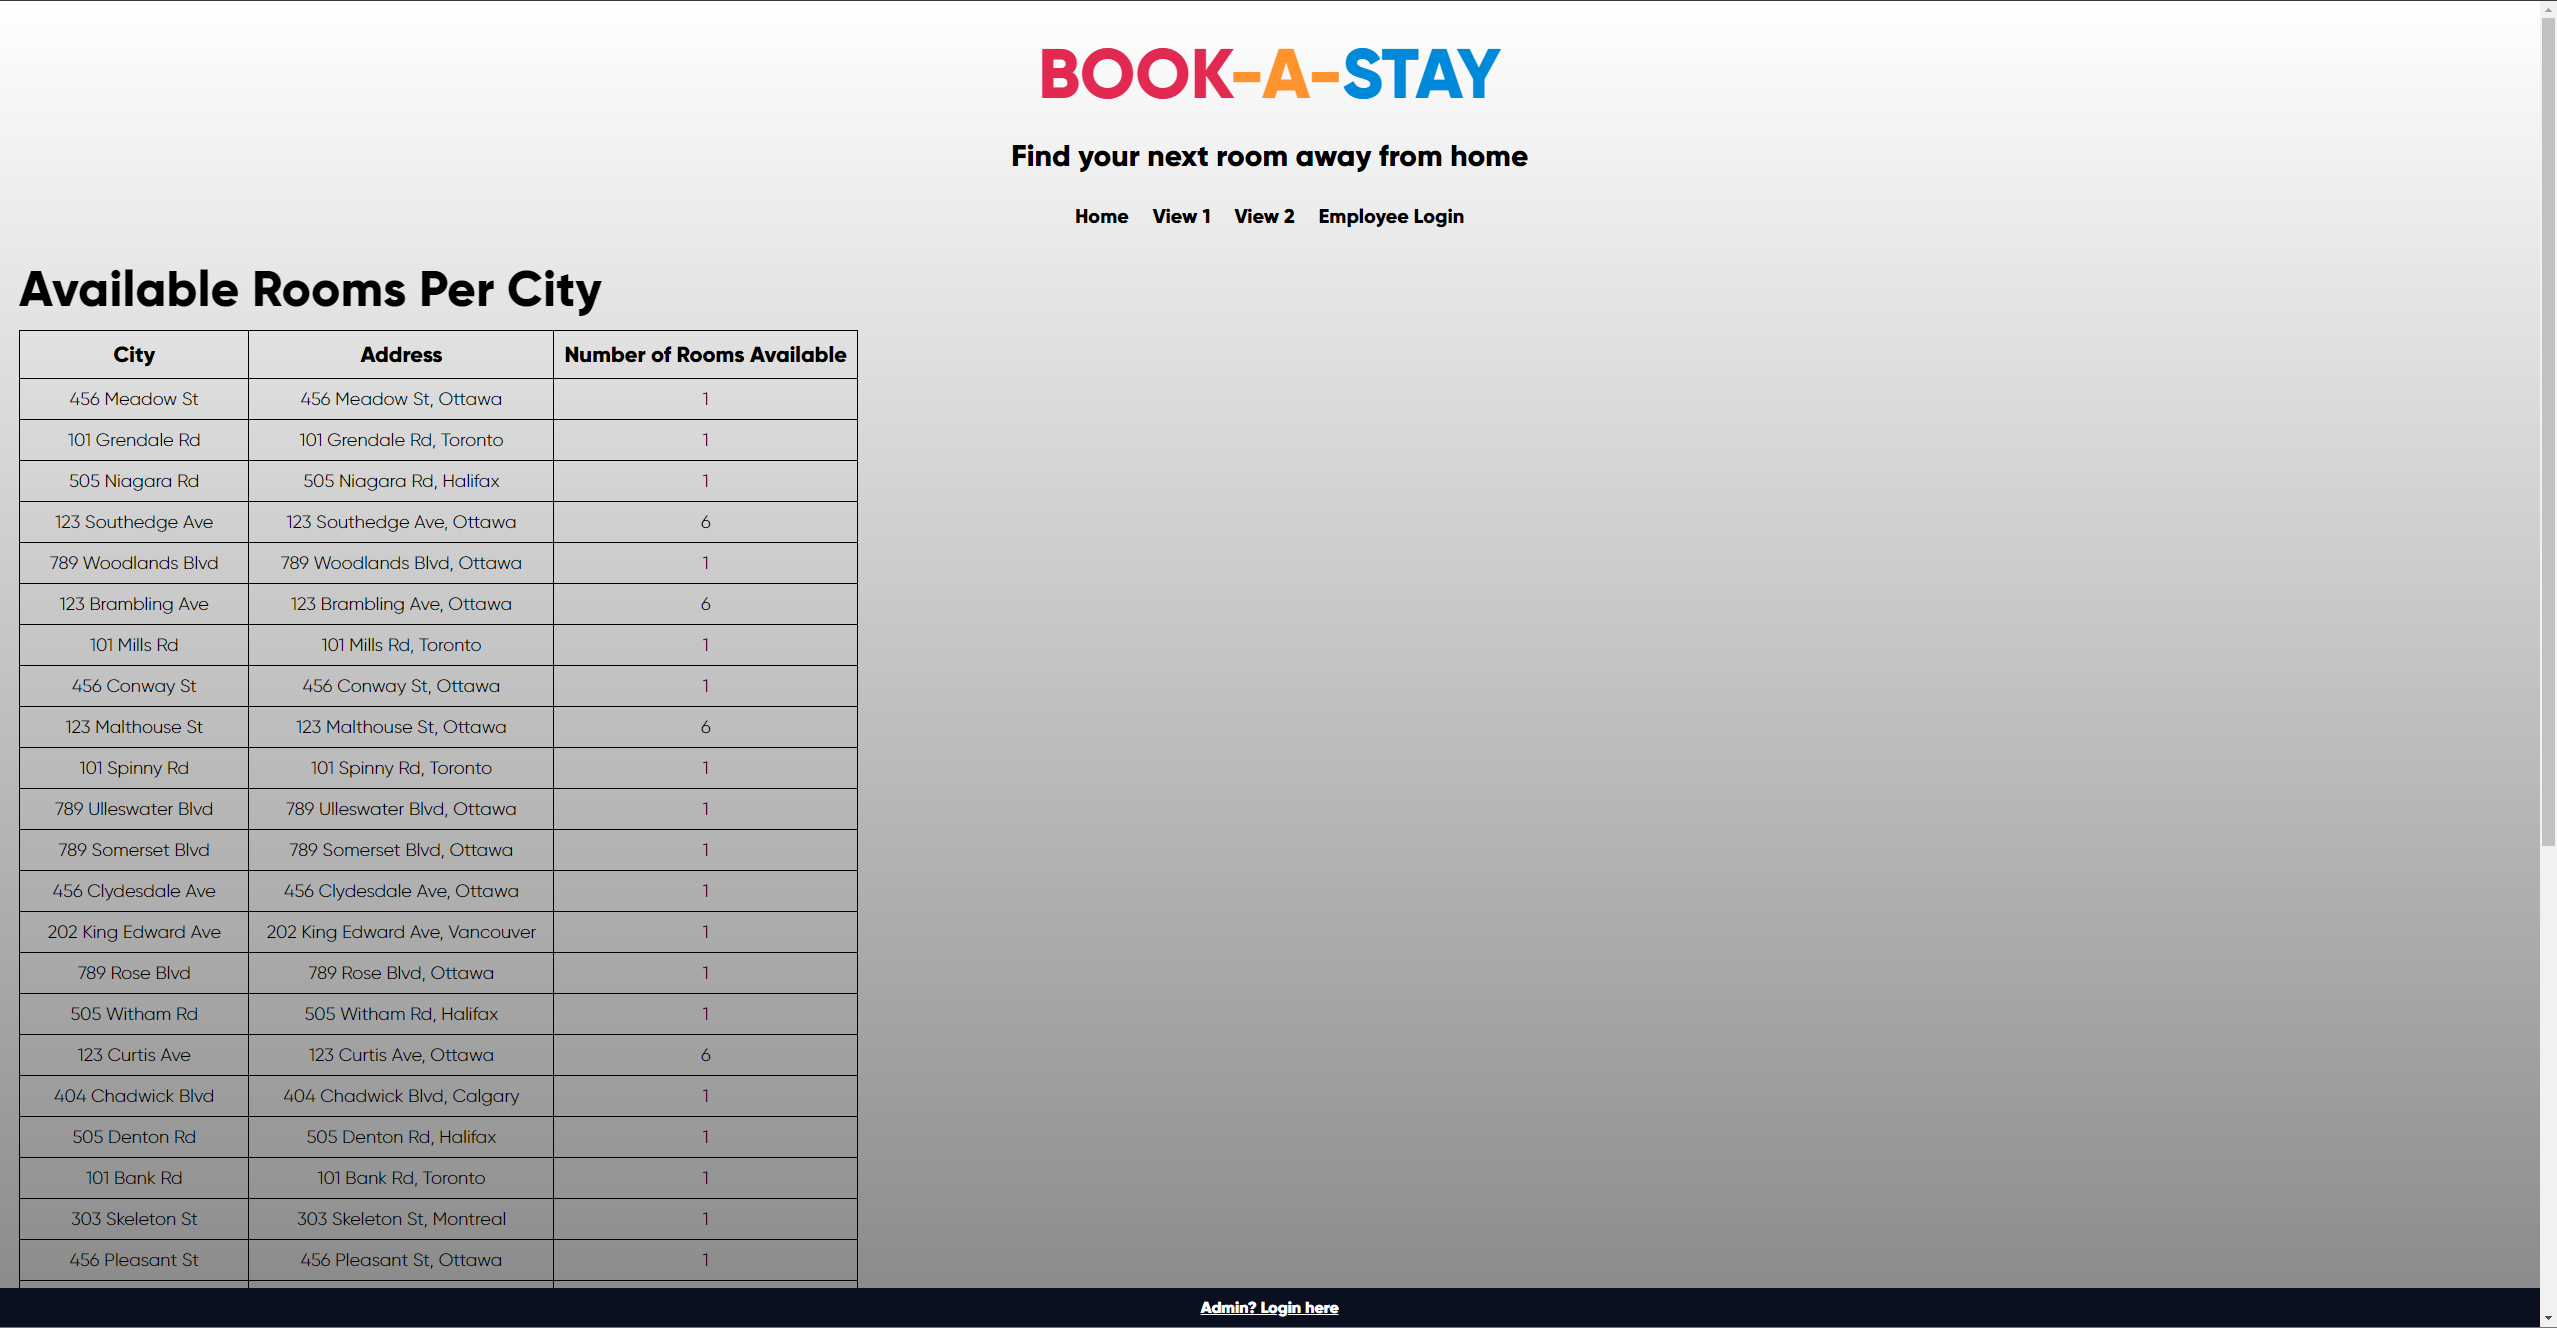 BOOK-A-STAY
Find your next room away from home
Home View 1 View 2 Employee Login
Available Rooms Per City
City Address Number of Rooms Available
456 Meadow St 456 Meadow St, Ottawa 1
101 Grendale Rd 101 Grendale Rd, Toronto 1
505 Niagara Rd 505 Niagara Rd, Halifax 1
123 Southedge Ave 123 Southedge Ave, Ottawa 6
789 Woodlands Blvd 789 Woodlands Blvd, Ottawa 1
123 Brambling Ave 123 Brambling Ave, Ottawa 6
101 Mills Rd 101 Mills Rd, Toronto 1
456 Conway St 456 Conway St, Ottawa 1
123 Malthouse St 123 Malthouse St, Ottawa 6
101 Spinny Rd 101 Spinny Rd, Toronto 1
789 Ulleswater Blvd 789 Ulleswater Blvd, Ottawa 1
789 Somerset Blvd 789 Somerset Blvd, Ottawa 1
456 Clydesdale Ave 456 Clydesdale Ave, Ottawa 1
202 King Edward Ave 202 King Edward Ave, Vancouver 1
789 Rose Blvd 789 Rose Blvd, Ottawa 1
505 Witham Rd 505 Witham Rd, Halifax 1
123 Curtis Ave 123 Curtis Ave, Ottawa 6
404 Chadwick Blvd 404 Chadwick Blvd, Calgary 1
505 Denton Rd 505 Denton Rd, Halifax 1
101 Bank Rd 101 Bank Rd, Toronto 1
303 Skeleton St 303 Skeleton St, Montreal 1
456 Pleasant St 456 Pleasant St, Ottawa 1
Admin? Login here